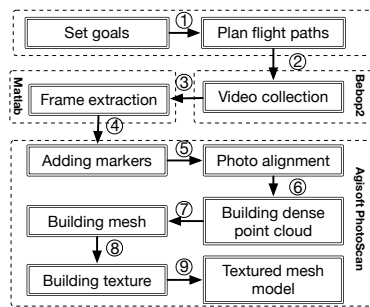 Set goals
①
Plan flight paths
②
Matlab
Frame extraction
③
Video collection
Bebop2
④
Adding markers
⑤
Photo alignment
⑥
Agisoft PhotoScan
Building mesh
⑦
Building dense
point cloud
⑧
Building texture
⑨
Textured mesh
model